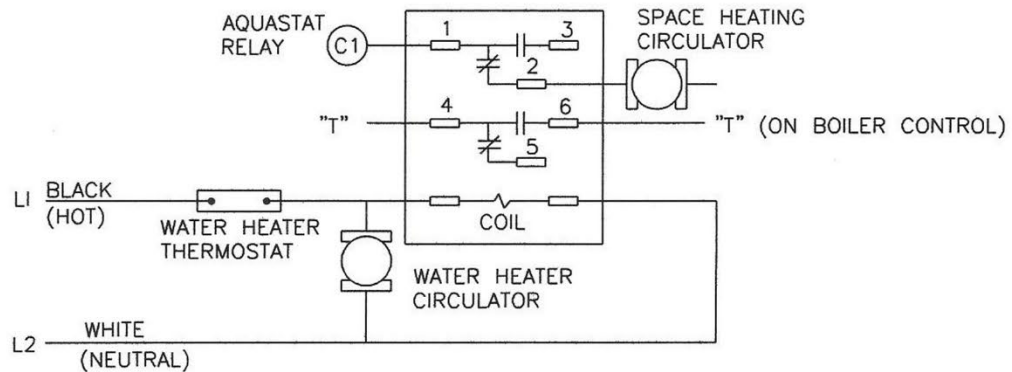 AQUASTAT
RELAY
C1
1
3
2
SPACE HEATING
CIRCULATOR
"T"
4
6
5
"T" (ON BOILER CONTROL)
L1
BLACK
(HOT)
WATER HEATER
THERMOSTAT
COIL
WATER HEATER
CIRCULATOR
L2
WHITE
(NEUTRAL)